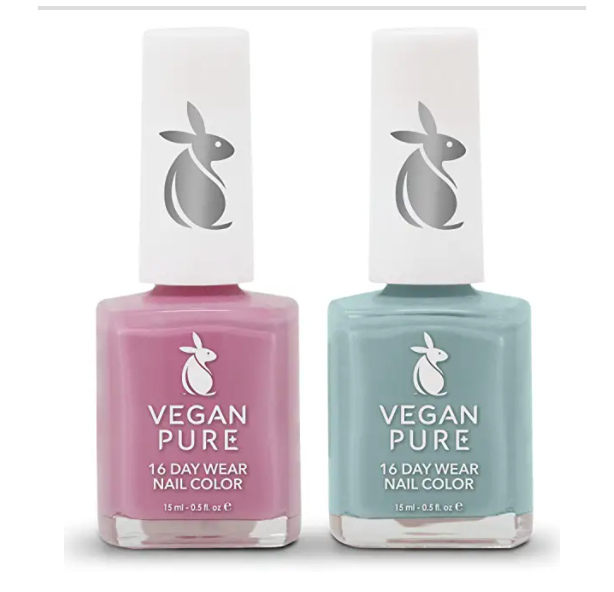 VEGAN
PURE
16 DAY WEAR
NAIL COLOR
15 ml - 0.5 fl. oz ℮
VEGAN
PURE
16 DAY WEAR
NAIL COLOR
15 ml - 0.5 fl. oz ℮